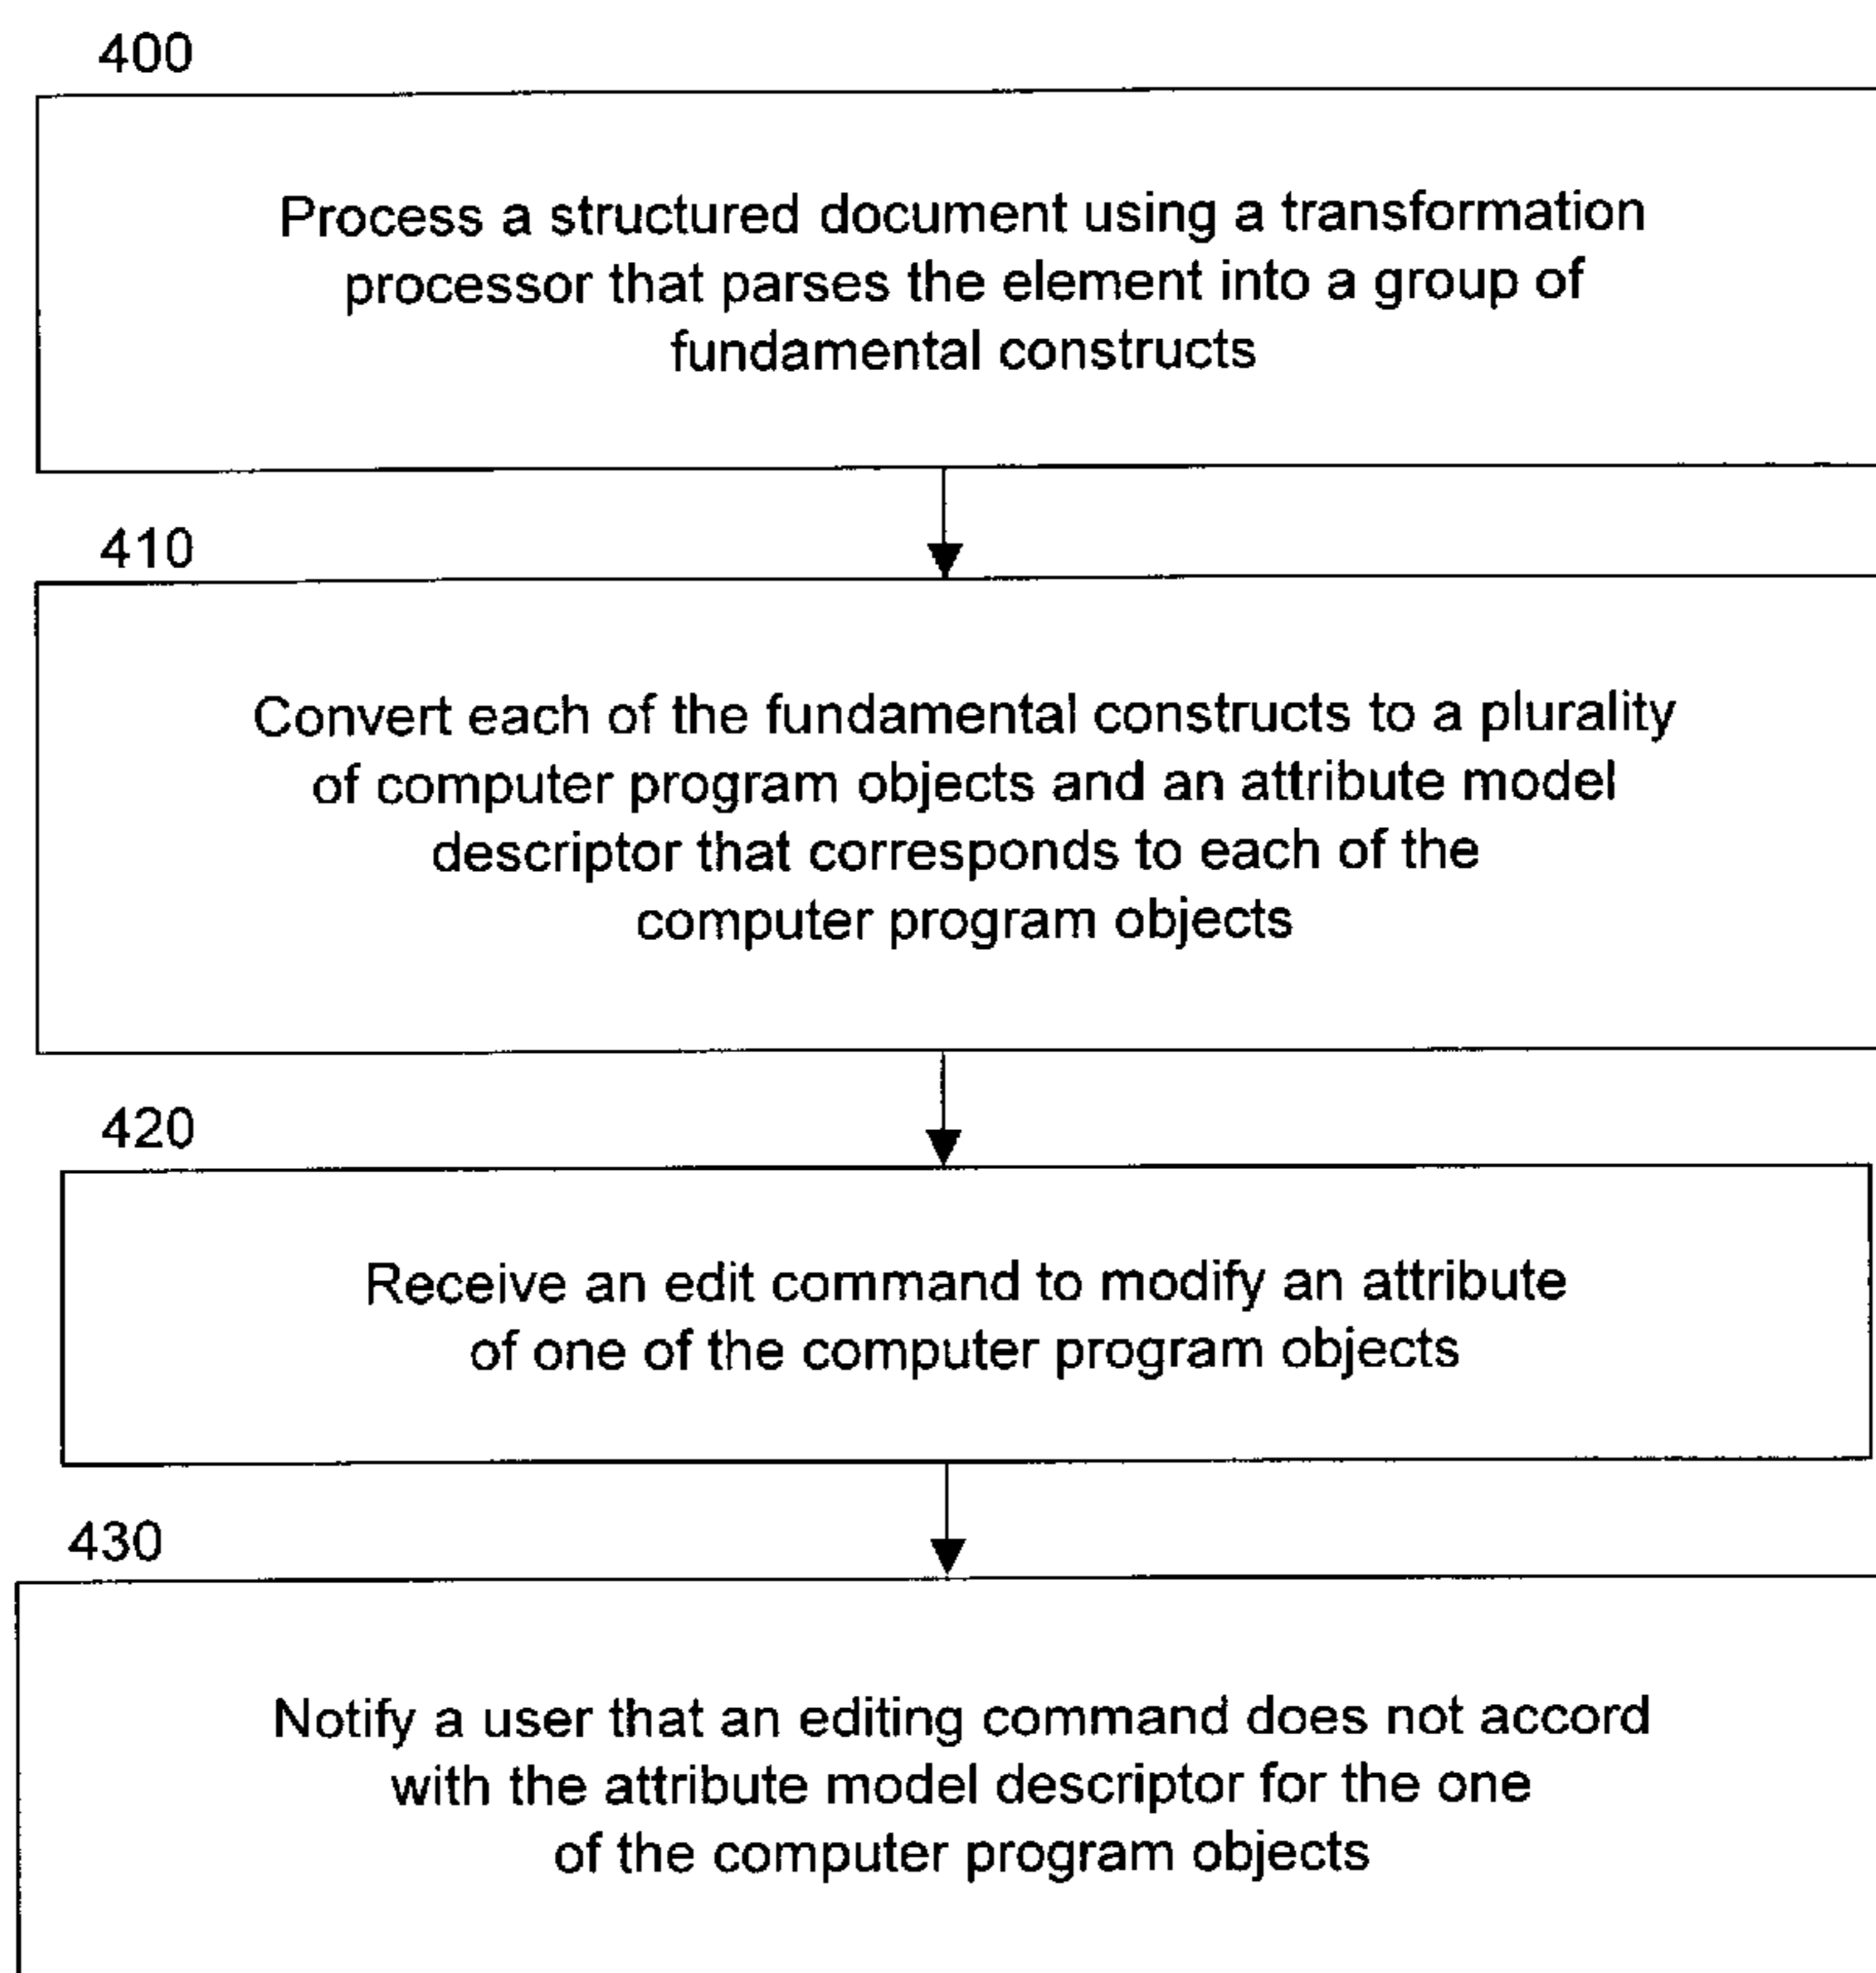 400
Process a structured document using a transformation
processor that parses the element into a group of
fundamental constructs
410
Convert each of the fundamental constructs to a plurality
of computer program objects and an attribute model
descriptor that corresponds to each of the
computer program objects
420
Receive an edit command to modify an attribute
of one of the computer program objects
430
Notify a user that an editing command does not accord
with the attribute model descriptor for the one
of the computer program objects